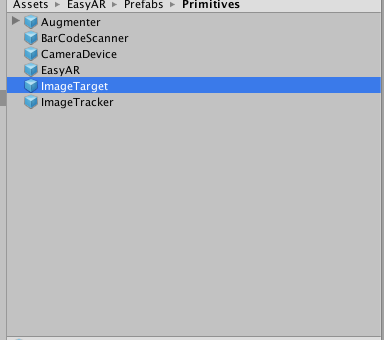 Assets ▸ EasyAR ▸ Prefabs ▸ Primitives
Augmenter
BarCodeScanner
CameraDevice
EasyAR
ImageTarget
ImageTracker